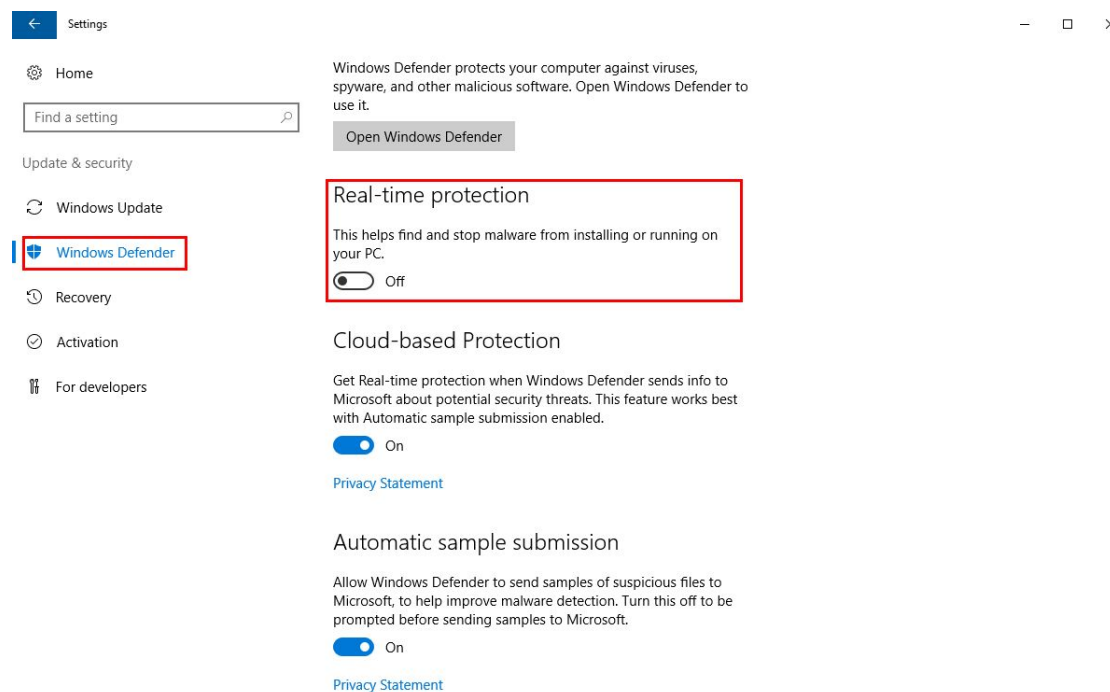 Settings
Home
Find a setting
Update & security
Windows Update
Windows Defender
Recovery
Activation
For developers
Windows Defender protects your computer against viruses,
spyware, and other malicious software. Open Windows Defender to
use it.
Open Windows Defender
Real-time protection
This helps find and stop malware from installing or running on
your PC.
Off
Cloud-based Protection
Get Real-time protection when Windows Defender sends info to
Microsoft about potential security threats. This feature works best
with Automatic sample submission enabled.
On
Privacy Statement
Automatic sample submission
Allow Windows Defender to send samples of suspicious files to
Microsoft, to help improve malware detection. Turn this off to be
prompted before sending samples to Microsoft.
On
Privacy Statement